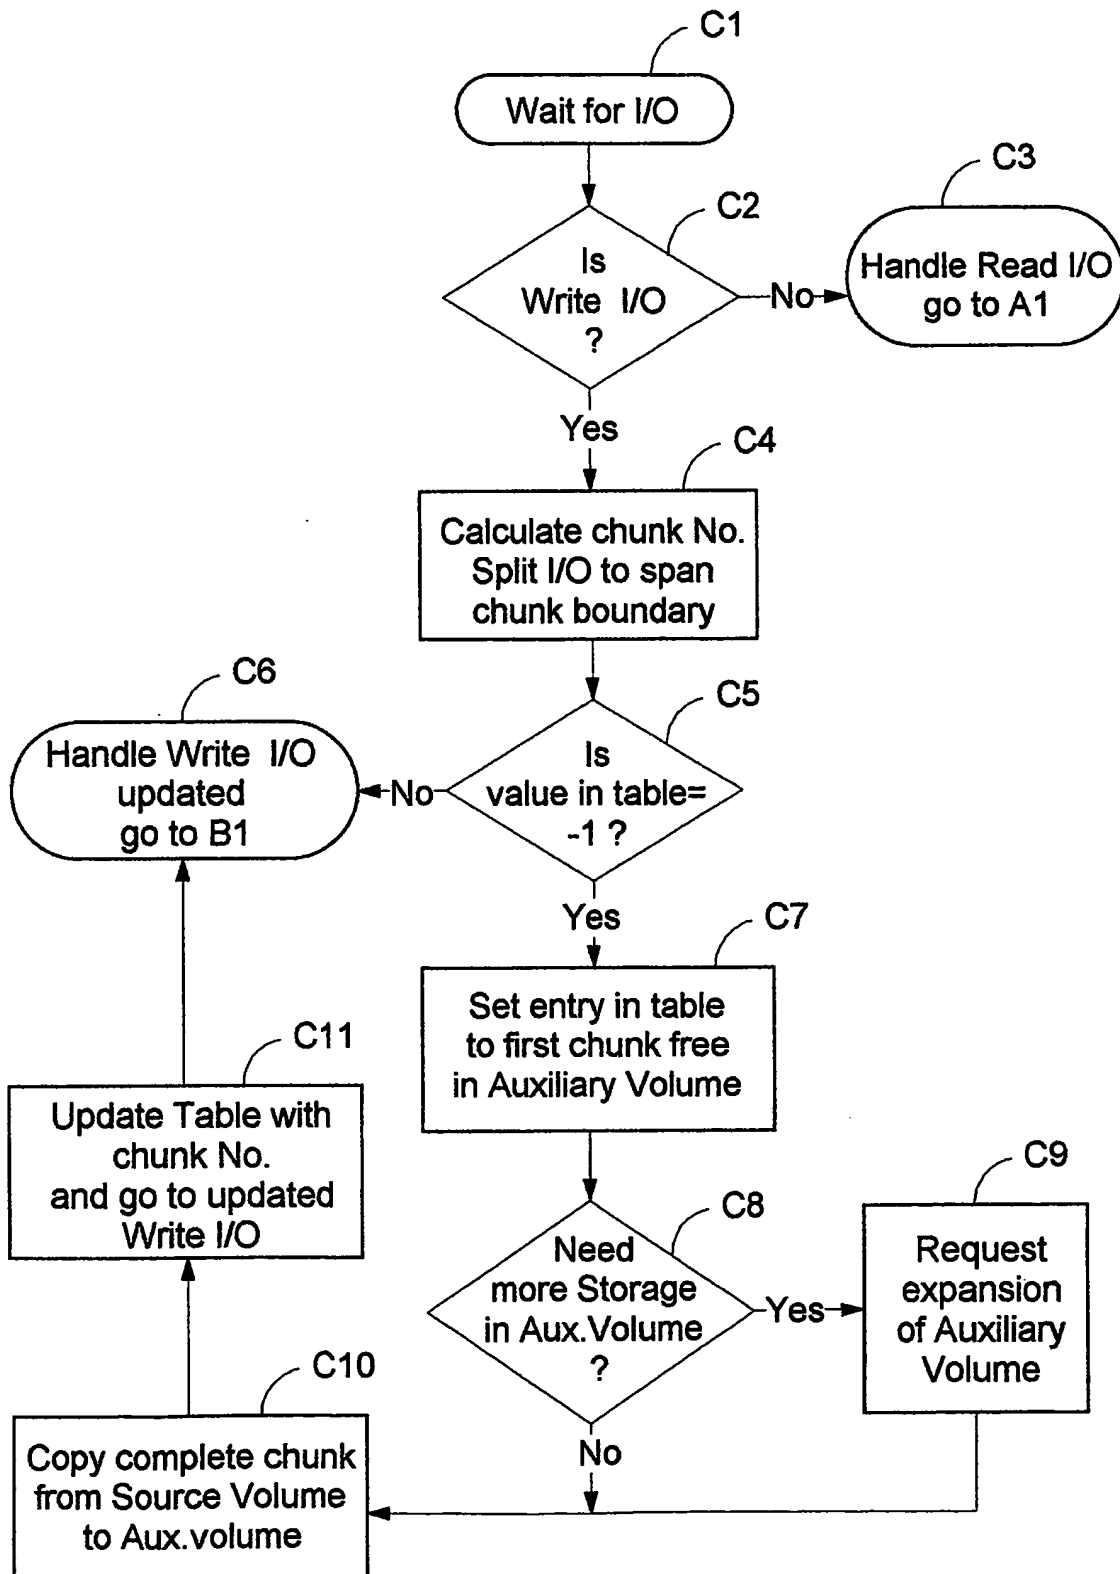 C1
Wait for I/O
C2
Is
Write I/O
?
No
C3
Handle Read I/O
go to A1
Yes
C4
Calculate chunk No.
Split I/O to span
chunk boundary
C5
Is
value in table=
-1 ?
No
C6
Handle Write I/O
updated
go to B1
Yes
C7
Set entry in table
to first chunk free
in Auxiliary Volume
C8
Need
more Storage
in Aux.Volume
?
Yes
C9
Request
expansion
of Auxiliary
Volume
No
C10
Copy complete chunk
from Source Volume
to Aux.volume
C11
Update Table with
chunk No.
and go to updated
Write I/O